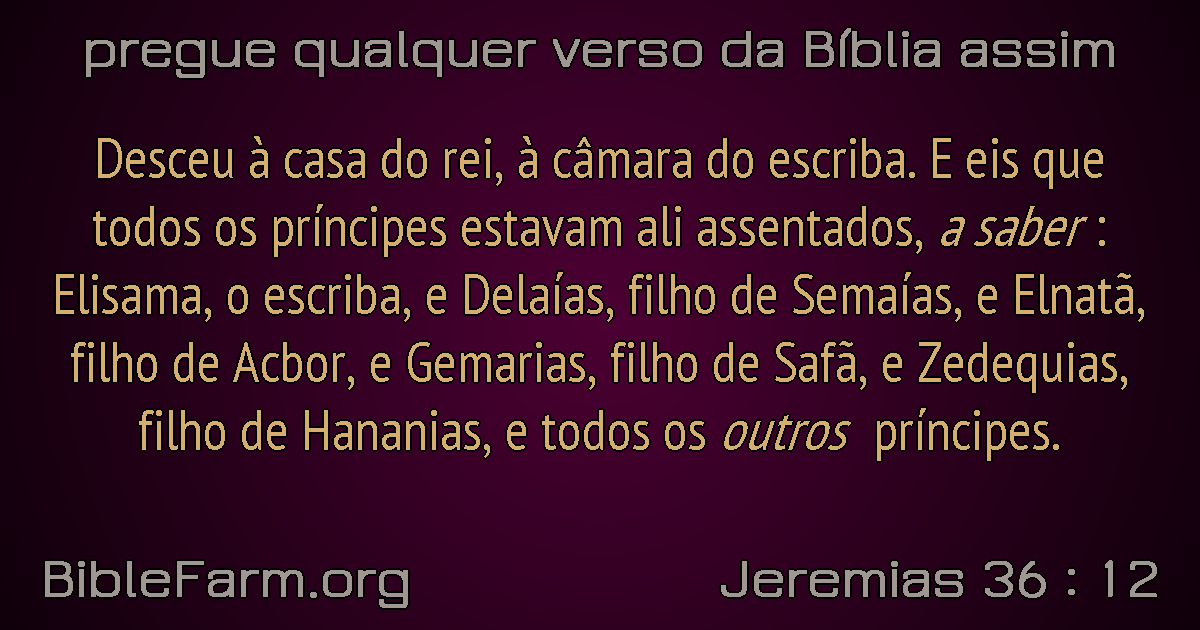 pregue qualquer verso da Bíblia assim
Desceu à casa do rei, à câmara do escriba. E eis que
todos os príncipes estavam ali assentados, a saber :
Elisama, o escriba, e Delaías, filho de Semaías, e Elnatã,
filho de Acbor, e Gemarias, filho de Safã, e Zedequias,
filho de Hananias, e todos os outros príncipes.
BibleFarm.org
Jeremias 36 : 12